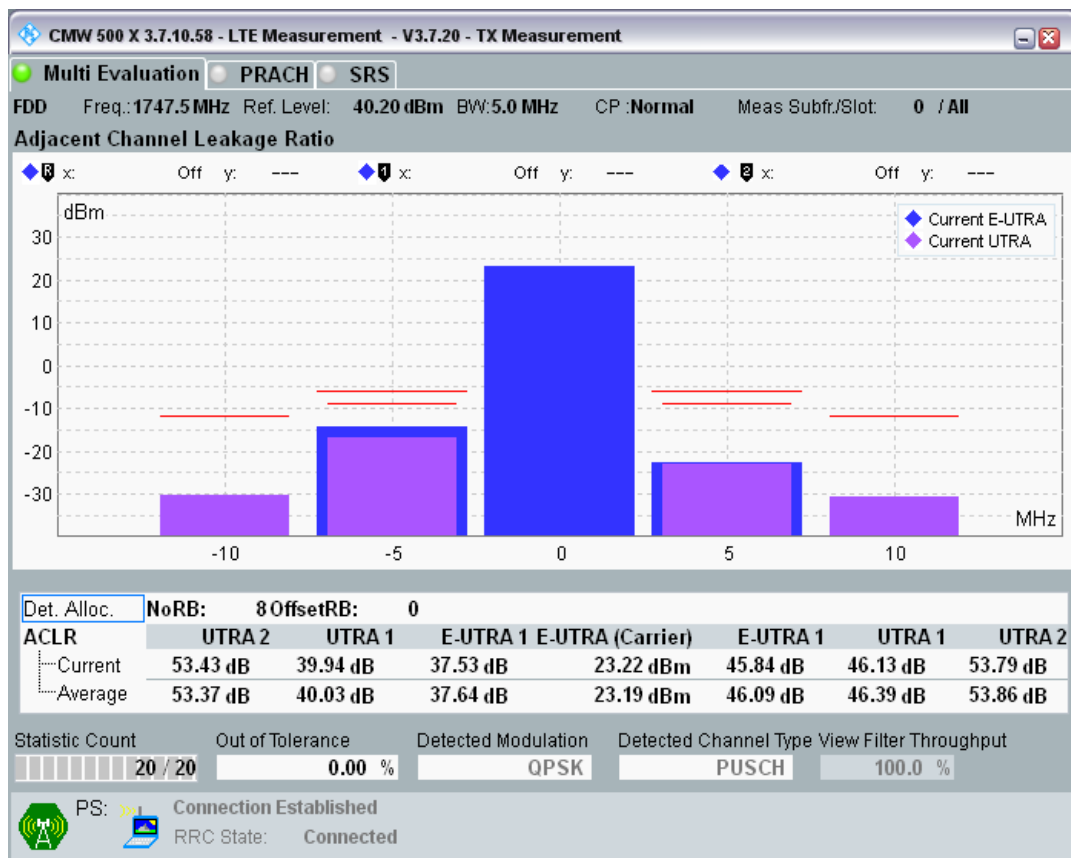 CMW 500 X 3.7.10.58 - LTE Measurement - V3.7.20 - TX Measurement
Multi Evaluation PRACH SRS
FDD Freq.:1747.5 MHz Ref. Level: 40.20 dBm BW:5.0 MHz CP :Normal Meas Subfr./Slot: 0 / All
Adjacent Channel Leakage Ratio
R x: Off y: --- 1 x: Off y: --- 2 x: Off y: ---
dBm
Current E-UTRA
Current UTRA
30
20
10
0
-10
-20
-30
MHz
-10 -5 0 5 10
Det. Alloc. NoRB: 8 OffsetRB: 0
ACLR UTRA 2 UTRA 1 E-UTRA 1 E-UTRA (Carrier) E-UTRA 1 UTRA 1 UTRA 2
Current 53.43 dB 39.94 dB 37.53 dB 23.22 dBm 45.84 dB 46.13 dB 53.79 dB
Average 53.37 dB 40.03 dB 37.64 dB 23.19 dBm 46.09 dB 46.39 dB 53.86 dB
Statistic Count Out of Tolerance Detected Modulation Detected Channel Type View Filter Throughput
20 / 20 0.00 % QPSK PUSCH 100.0 %
PS: Connection Established
RRC State: Connected